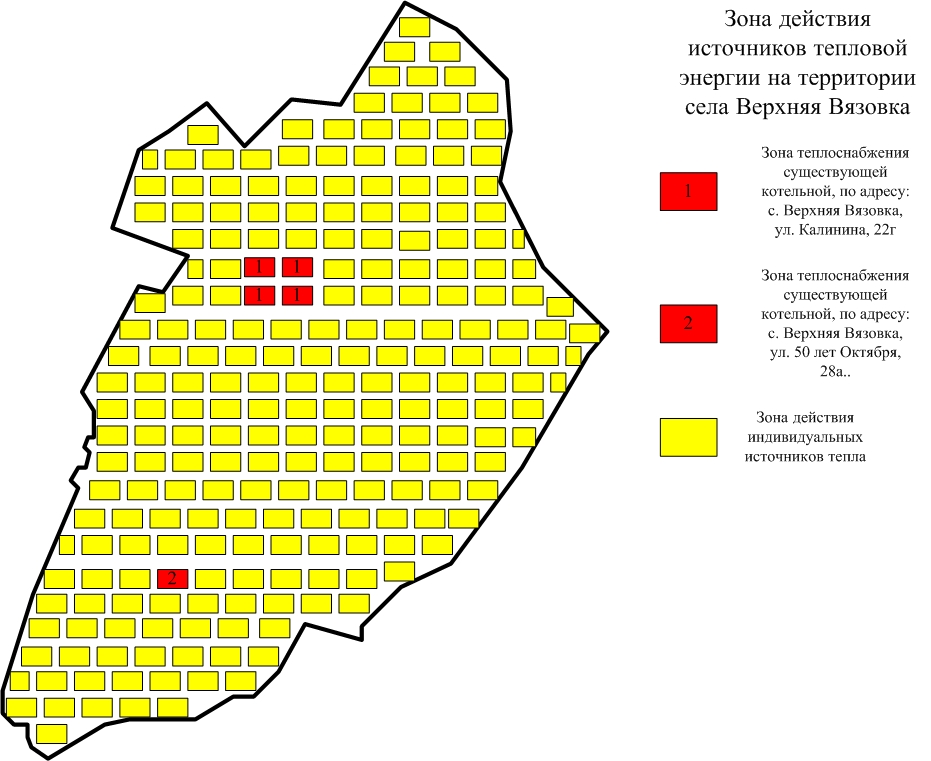 Зона действия
источников тепловой
энергии на территории
села Верхняя Вязовка
1
Зона теплоснабжения
существующей
котельной, по адресу:
с. Верхняя Вязовка,
ул. Калинина, 22г
2
Зона теплоснабжения
существующей
котельной, по адресу:
с. Верхняя Вязовка,
ул. 50 лет Октября,
28а..
Зона действия
индивидуальных
источников тепла
1 1
1 1
2